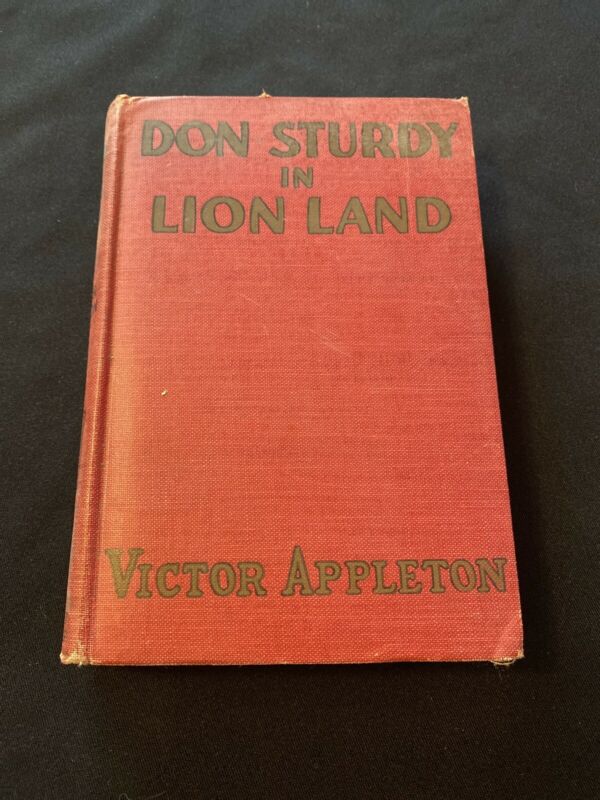 DON STURDY
IN
LION LAND
VICTOR APPLETON